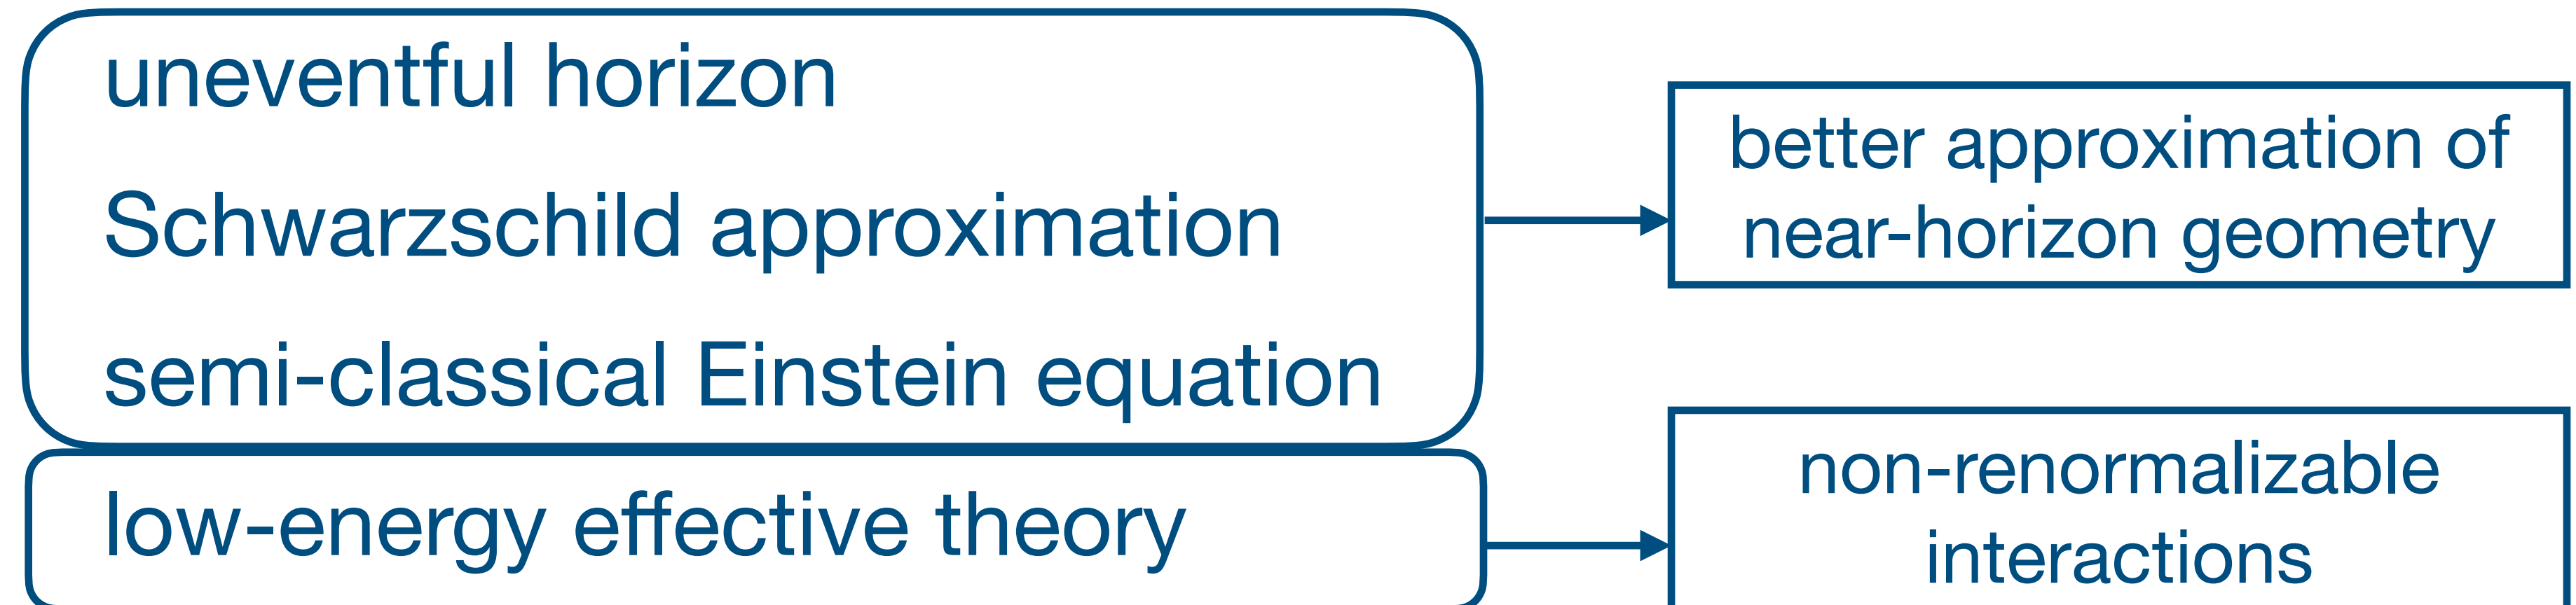 uneventful horizon
Schwarzschild approximation
semi-classical Einstein equation
low-energy effective theory
better approximation of
near-horizon geometry
non-renormalizable
interactions